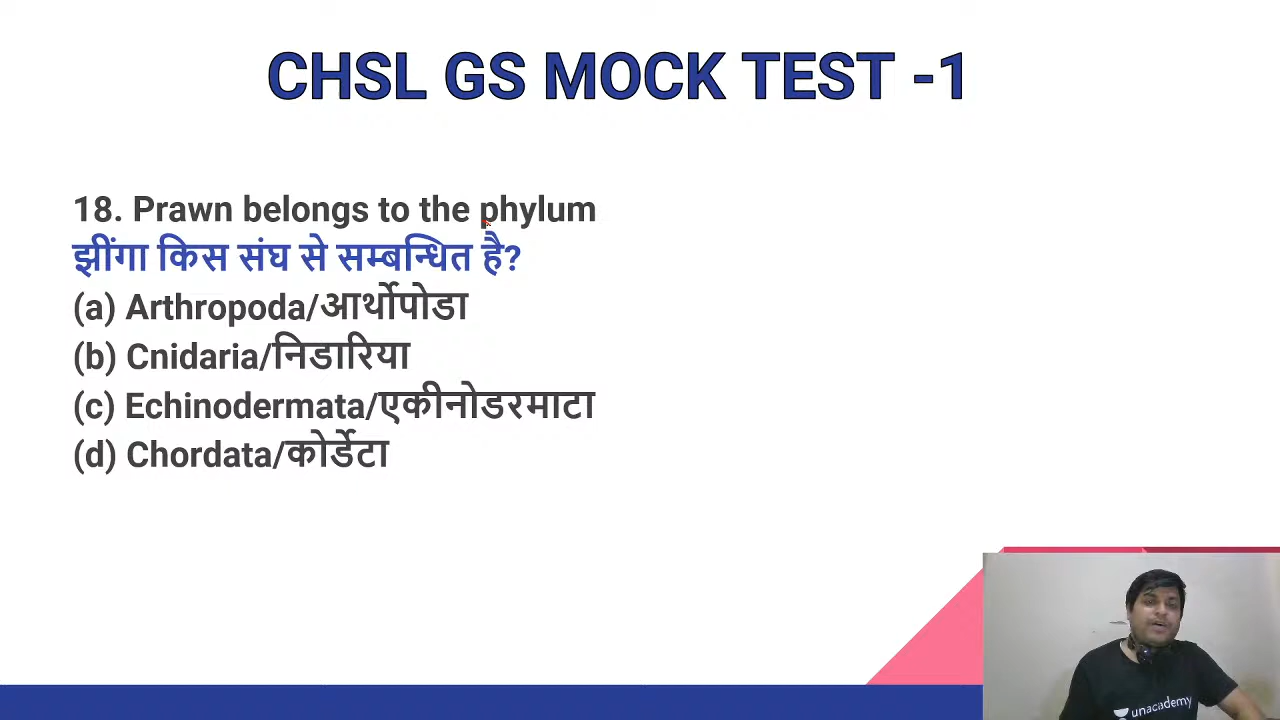 CHSL GS MOCK TEST -1
18. Prawn belongs to the phylum
झींगा किस संघ से सम्बन्धित है?
(a) Arthropoda/आर्थोपोडा
(b) Cnidaria/निडारिया
(c) Echinodermata/एकीनोडरमाटा
(d) Chordata/कोर्डेटा
unacademy